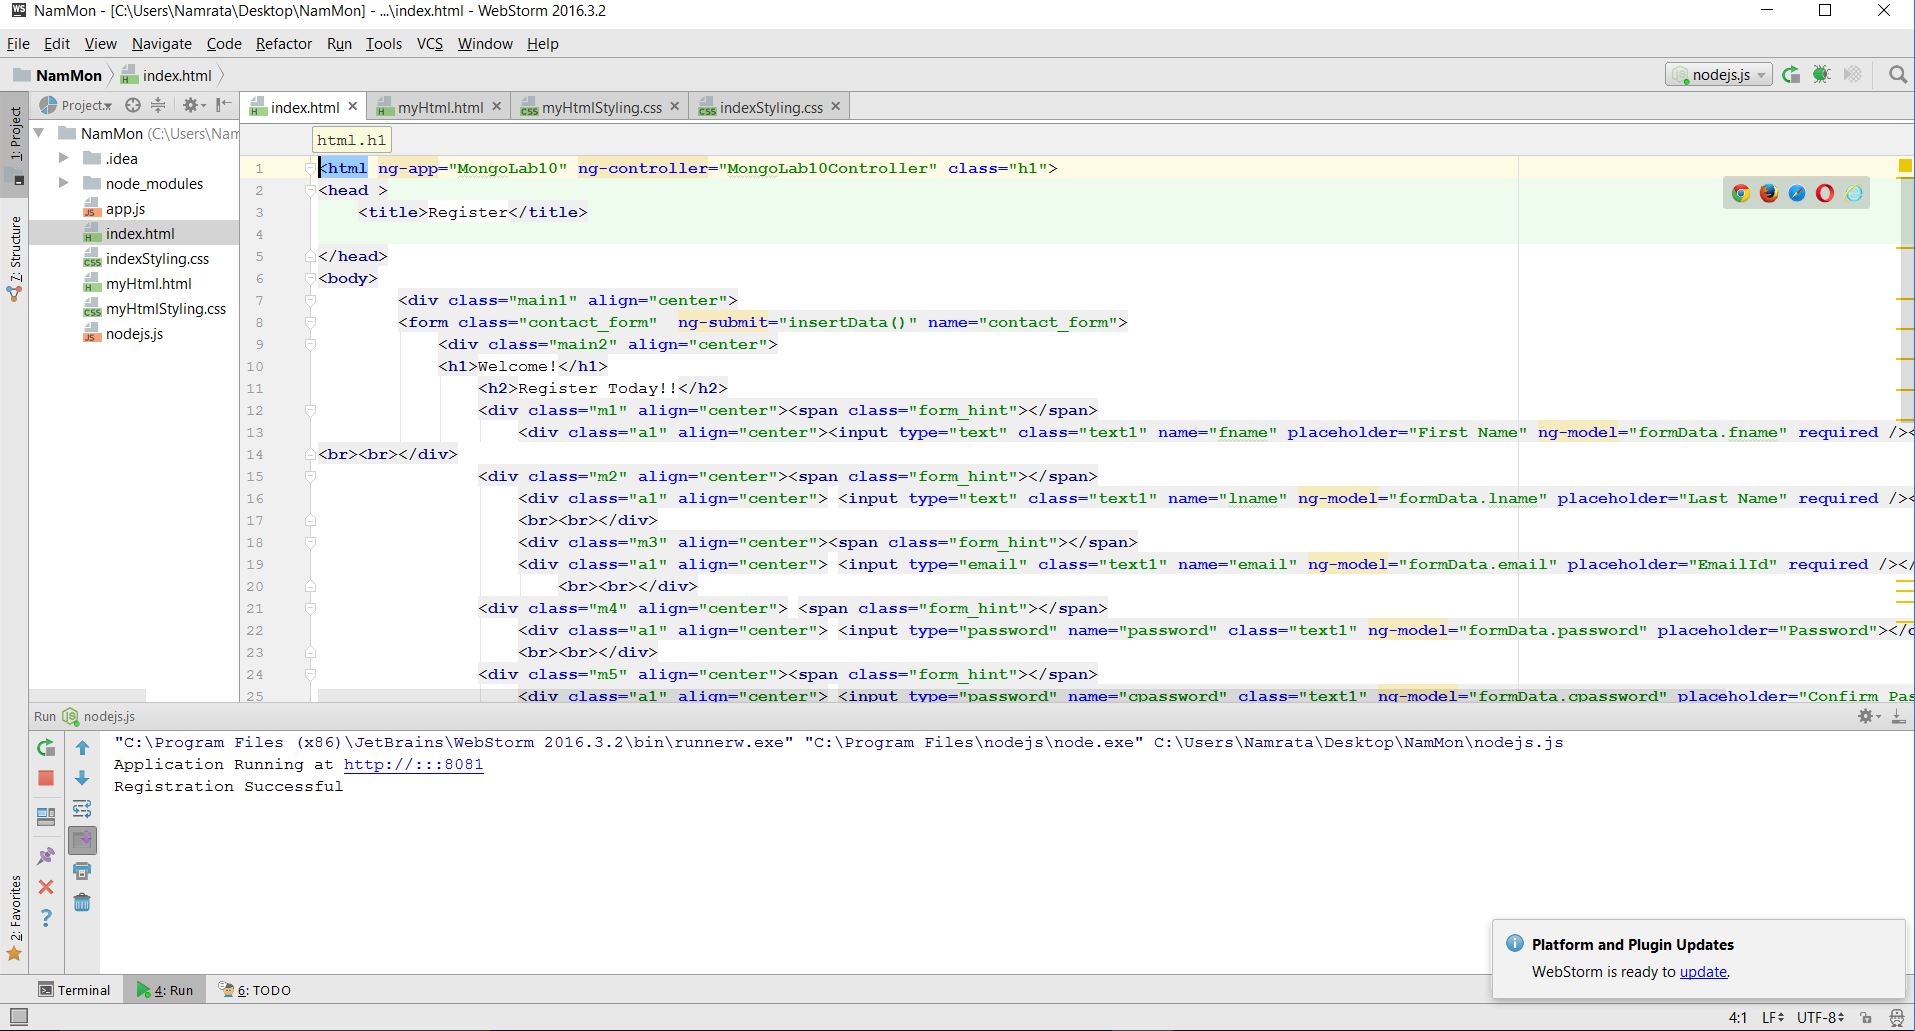 NamMon - [C:\Users\Namrata\Desktop\NamMon] - ...\index.html - WebStorm 2016.3.2
File Edit View Navigate Code Refactor Run Tools VCS Window Help
NamMon index.html
nodejs.js
1: Project
7: Structure
2: Favorites
Project
NamMon (C:\Users\Nam
.idea
node_modules
app.js
index.html
indexStyling.css
myHtml.html
myHtmlStyling.css
nodejs.js
index.html myHtml.html myHtmlStyling.css indexStyling.css
html.h1
1 <html ng-app="MongoLab10" ng-controller="MongoLab10Controller" class="h1">
2 <head >
3 <title>Register</title>
4
5 </head>
6 <body>
7 <div class="main1" align="center">
8 <form class="contact_form" ng-submit="insertData()" name="contact_form">
9 <div class="main2" align="center">
10 <h1>Welcome!</h1>
11 <h2>Register Today!!</h2>
12 <div class="m1" align="center"><span class="form_hint"></span>
13 <div class="a1" align="center"><input type="text" class="text1" name="fname" placeholder="First Name" ng-model="formData.fname" required /><
14 <br><br></div>
15 <div class="m2" align="center"><span class="form_hint"></span>
16 <div class="a1" align="center"> <input type="text" class="text1" name="lname" ng-model="formData.lname" placeholder="Last Name" required /><
17 <br><br></div>
18 <div class="m3" align="center"><span class="form_hint"></span>
19 <div class="a1" align="center"> <input type="email" class="text1" name="email" ng-model="formData.email" placeholder="EmailId" required /></
20 <br><br></div>
21 <div class="m4" align="center"> <span class="form_hint"></span>
22 <div class="a1" align="center"> <input type="password" name="password" class="text1" ng-model="formData.password" placeholder="Password"></
23 <br><br></div>
24 <div class="m5" align="center"><span class="form_hint"></span>
25 <div class="a1" align="center"> <input type="password" name="cpassword" class="text1" ng-model="formData.cpassword" placeholder="Confirm Pas
Run nodejs.js
"C:\Program Files (x86)\JetBrains\WebStorm 2016.3.2\bin\runnerw.exe" "C:\Program Files\nodejs\node.exe" C:\Users\Namrata\Desktop\NamMon\nodejs.js
Application Running at http://:::8081
Registration Successful
Platform and Plugin Updates
WebStorm is ready to update.
Terminal 4: Run 6: TODO
4:1 LF UTF-8